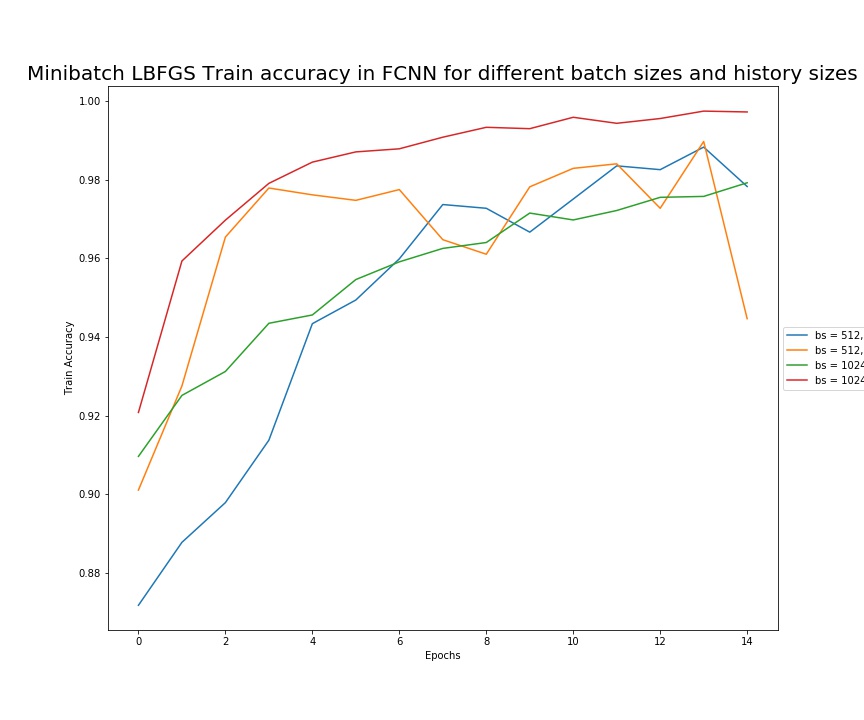 Minibatch LBFGS Train accuracy in FCNN for different batch sizes and history sizes
1.00
0.98
0.96
0.94
0.92
0.90
0.88
Train Accuracy
0 2 4 6 8 10 12 14
Epochs
bs = 512,
bs = 512,
bs = 1024
bs = 1024